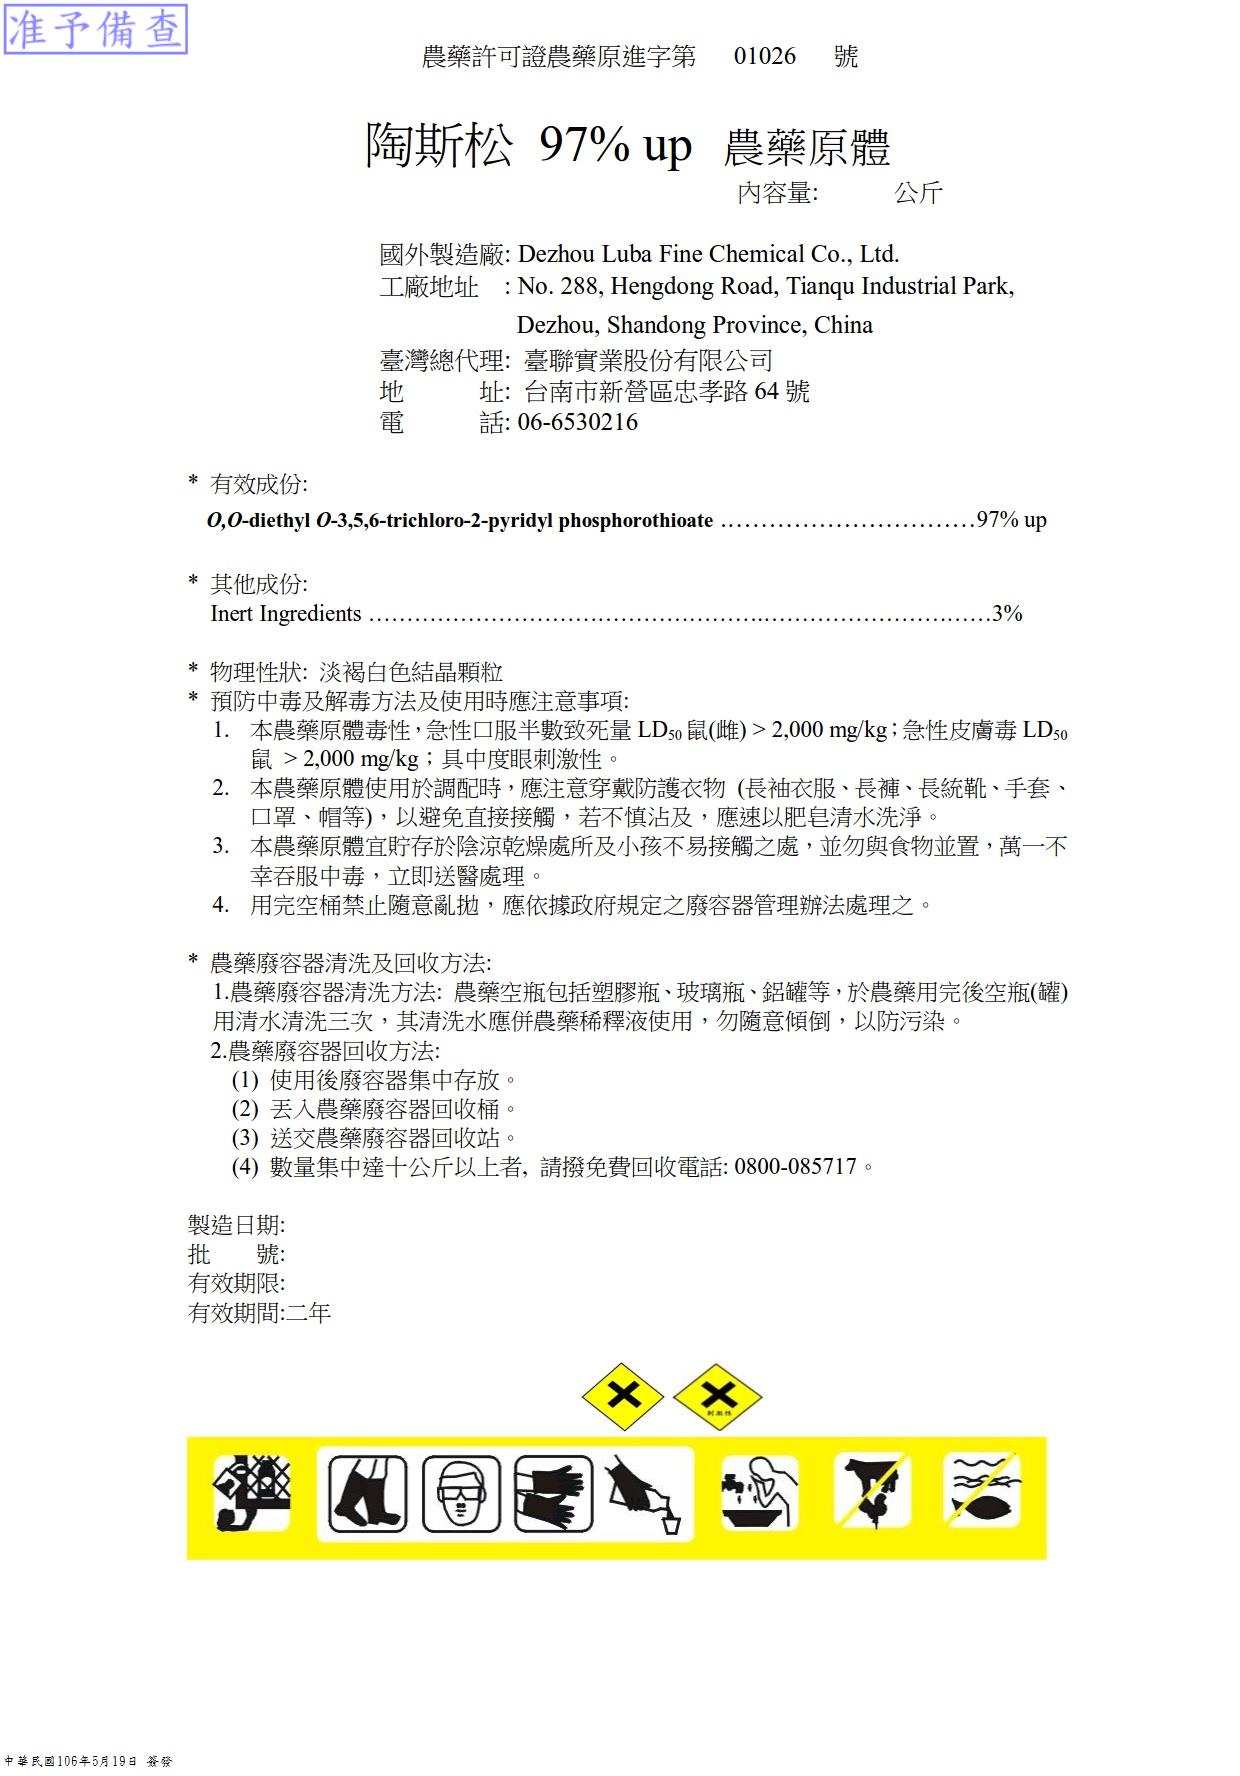 准予備查
農藥許可證農藥原進字第 01026 號
陶斯松 97% up 農藥原體
內容量: 公斤
國外製造廠: Dezhou Luba Fine Chemical Co., Ltd.
工廠地址 : No. 288, Hengdong Road, Tianqu Industrial Park,
Dezhou, Shandong Province, China
臺灣總代理: 臺聯實業股份有限公司
地 址: 台南市新營區忠孝路 64 號
電 話: 06-6530216
* 有效成份:
O,O-diethyl O-3,5,6-trichloro-2-pyridyl phosphorothioate …………………………97% up
* 其他成份:
Inert Ingredients ………………………………………………………………………3%
* 物理性狀: 淡褐白色結晶顆粒
* 預防中毒及解毒方法及使用時應注意事項:
1. 本農藥原體毒性，急性口服半數致死量 LD50 鼠(雌) > 2,000 mg/kg；急性皮膚毒 LD50
鼠 > 2,000 mg/kg；具中度眼刺激性。
2. 本農藥原體使用於調配時，應注意穿戴防護衣物 (長袖衣服、長褲、長統靴、手套、
口罩、帽等)，以避免直接接觸，若不慎沾及，應速以肥皂清水洗淨。
3. 本農藥原體宜貯存於陰涼乾燥處所及小孩不易接觸之處，並勿與食物並置，萬一不
幸吞服中毒，立即送醫處理。
4. 用完空桶禁止隨意亂拋，應依據政府規定之廢容器管理辦法處理之。
* 農藥廢容器清洗及回收方法:
1.農藥廢容器清洗方法: 農藥空瓶包括塑膠瓶、玻璃瓶、鋁罐等，於農藥用完後空瓶(罐)
用清水清洗三次，其清洗水應併農藥稀釋液使用，勿隨意傾倒，以防污染。
2.農藥廢容器回收方法:
(1) 使用後廢容器集中存放。
(2) 丟入農藥廢容器回收桶。
(3) 送交農藥廢容器回收站。
(4) 數量集中達十公斤以上者, 請撥免費回收電話: 0800-085717。
製造日期:
批 號:
有效期限:
有效期間:二年
刺激性
中華民國106年5月19日 簽發